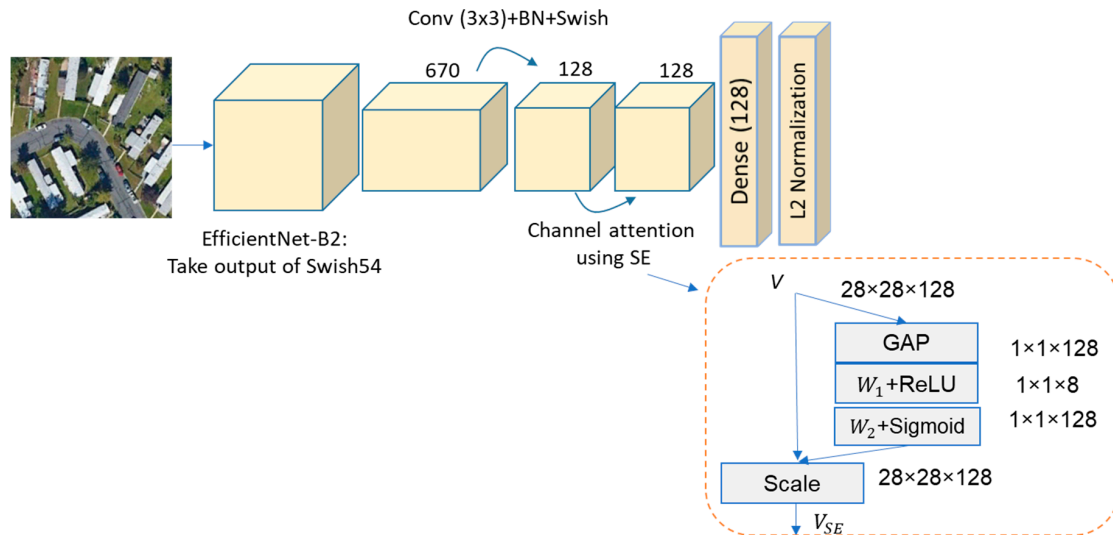 Conv (3x3)+BN+Swish
670
128
128
Dense (128)
L2 Normalization
EfficientNet-B2:
Take output of Swish54
Channel attention
using SE
V
28×28×128
GAP
1×1×128
W₁+ReLU
1×1×8
W₂+Sigmoid
1×1×128
Scale
28×28×128
V_SE